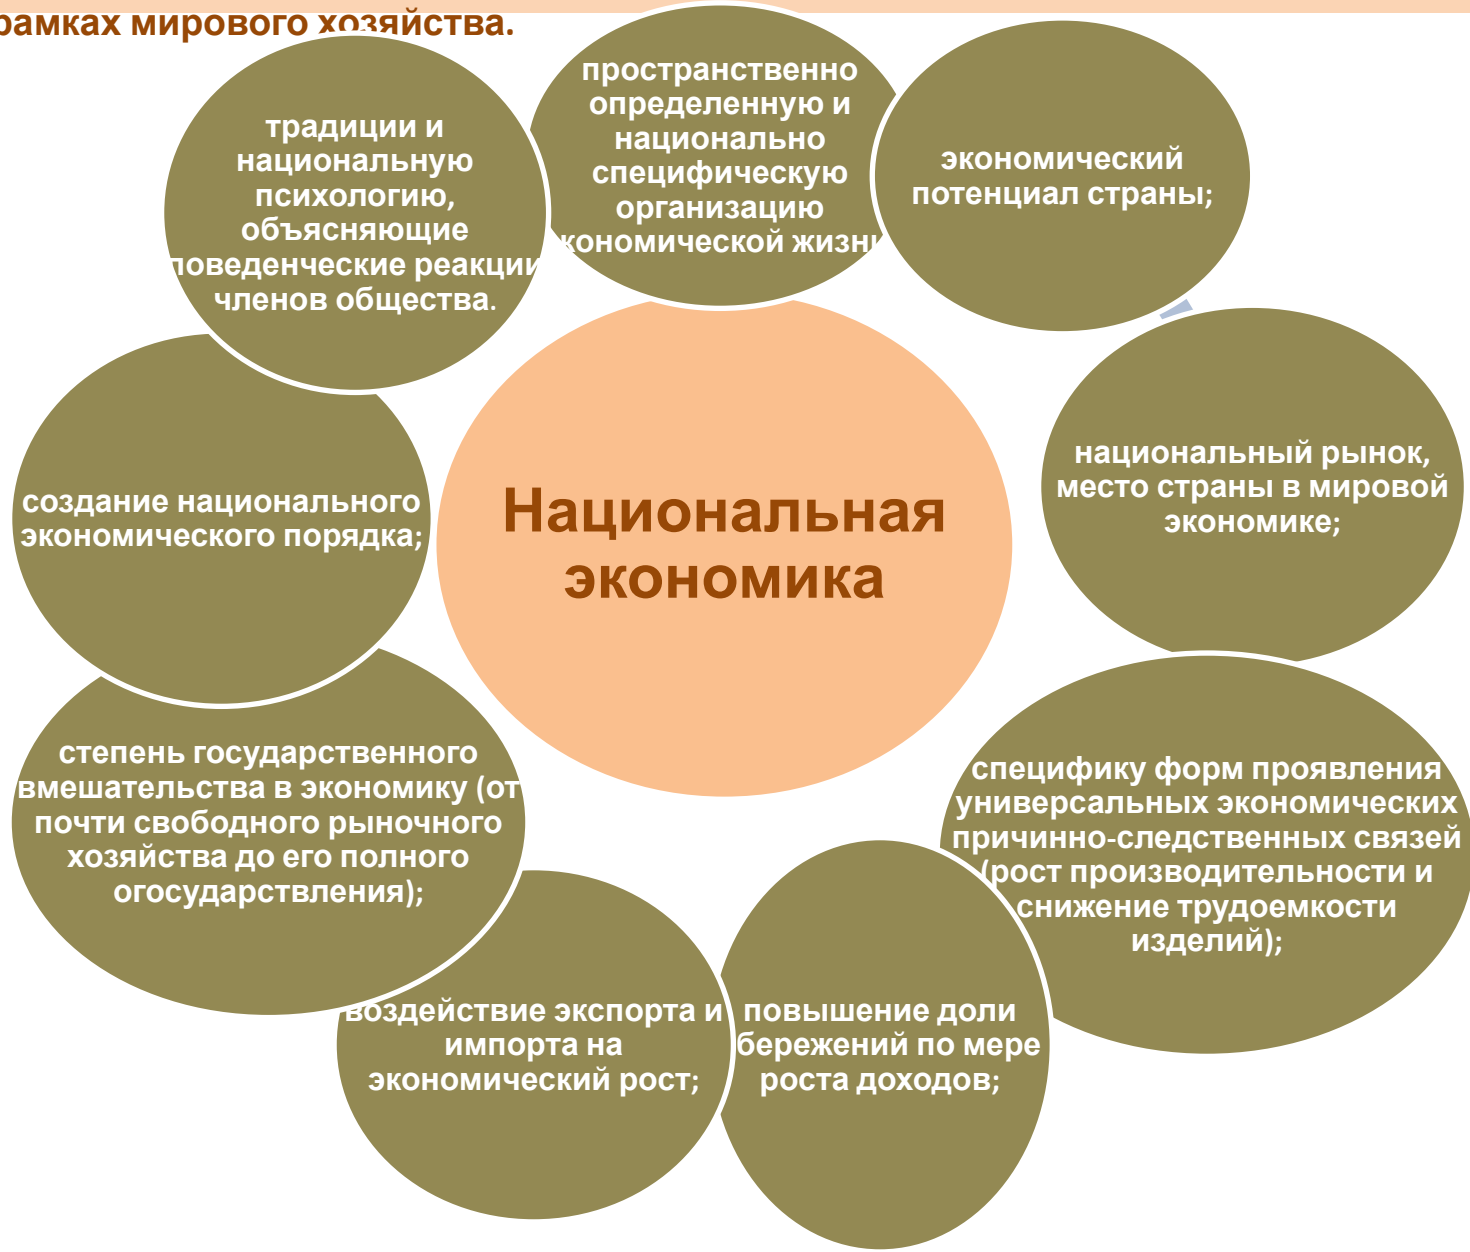 рамках мирового хозяйства.
пространственно
определенную и
национально
специфическую
организацию
кономической жизни
экономический
потенциал страны;
национальный рынок,
место страны в мировой
экономике;
специфику форм проявления
универсальных экономических
причинно-следственных связей
(рост производительности и
снижение трудоемкости
изделий);
повышение доли
бережений по мере
роста доходов;
воздействие экспорта и
импорта на
экономический рост;
степень государственного
вмешательства в экономику (от
почти свободного рыночного
хозяйства до его полного
огосударствления);
создание национального
экономического порядка;
традиции и
национальную
психологию,
объясняющие
поведенческие реакции
членов общества.
Национальная
экономика